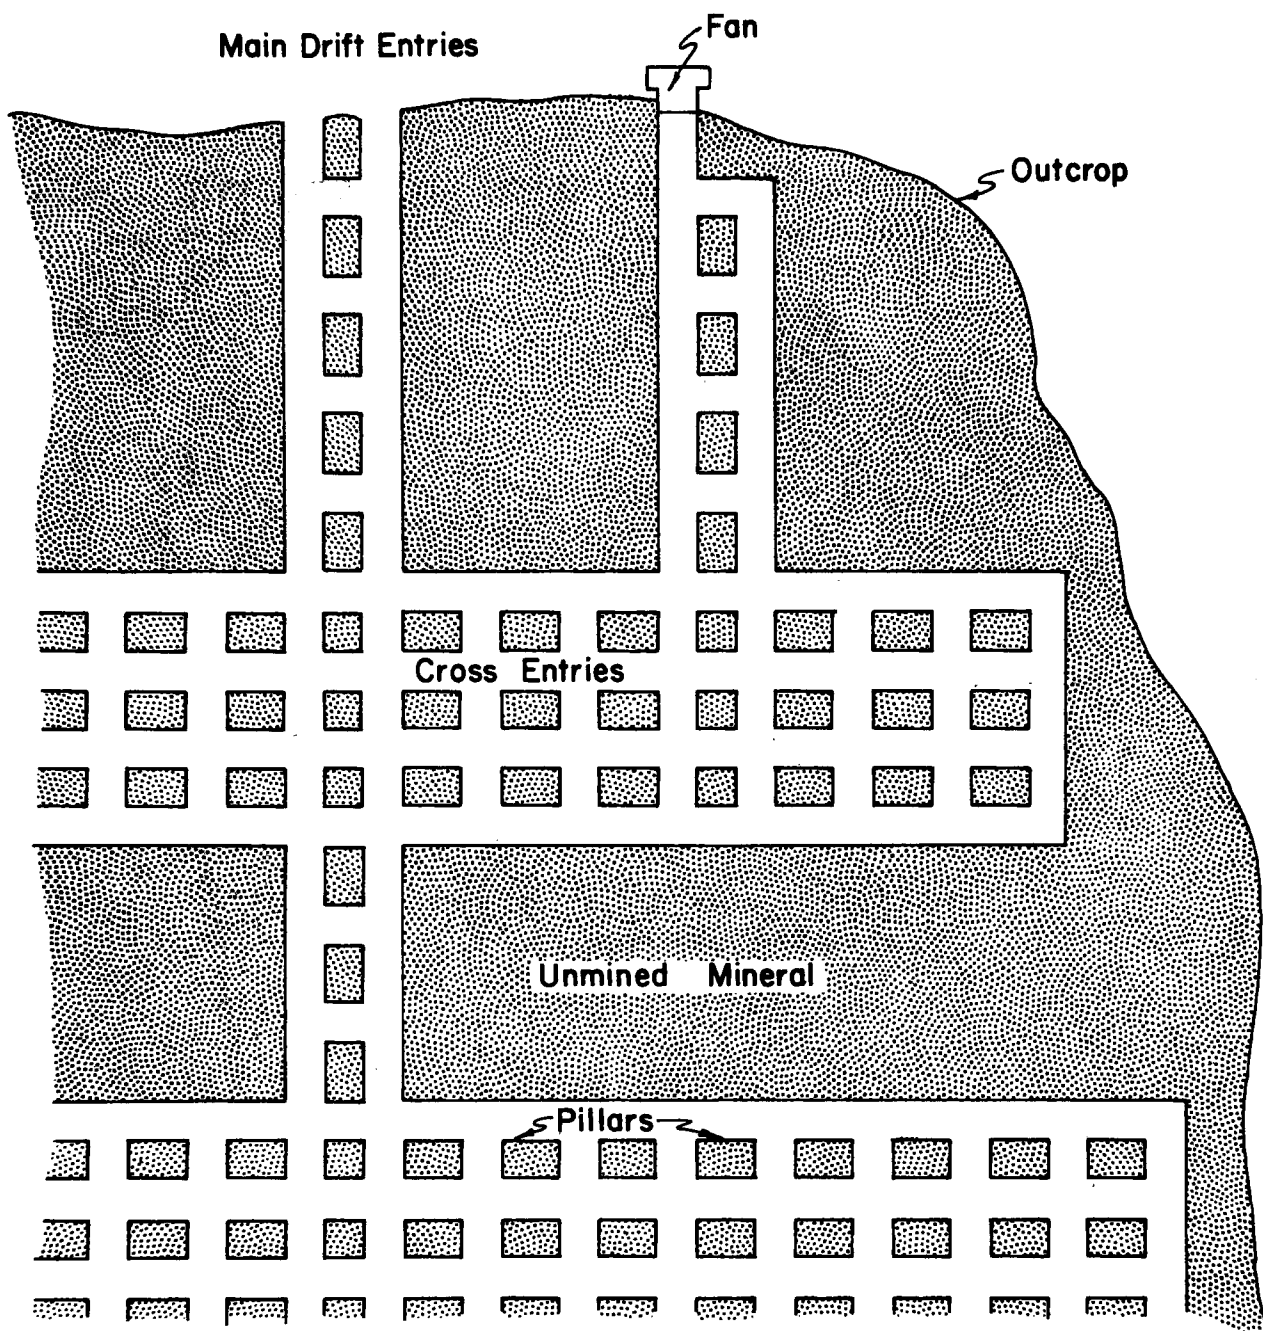 Fan
Main Drift Entries
Outcrop
Cross Entries
Unmined Mineral
Pillars